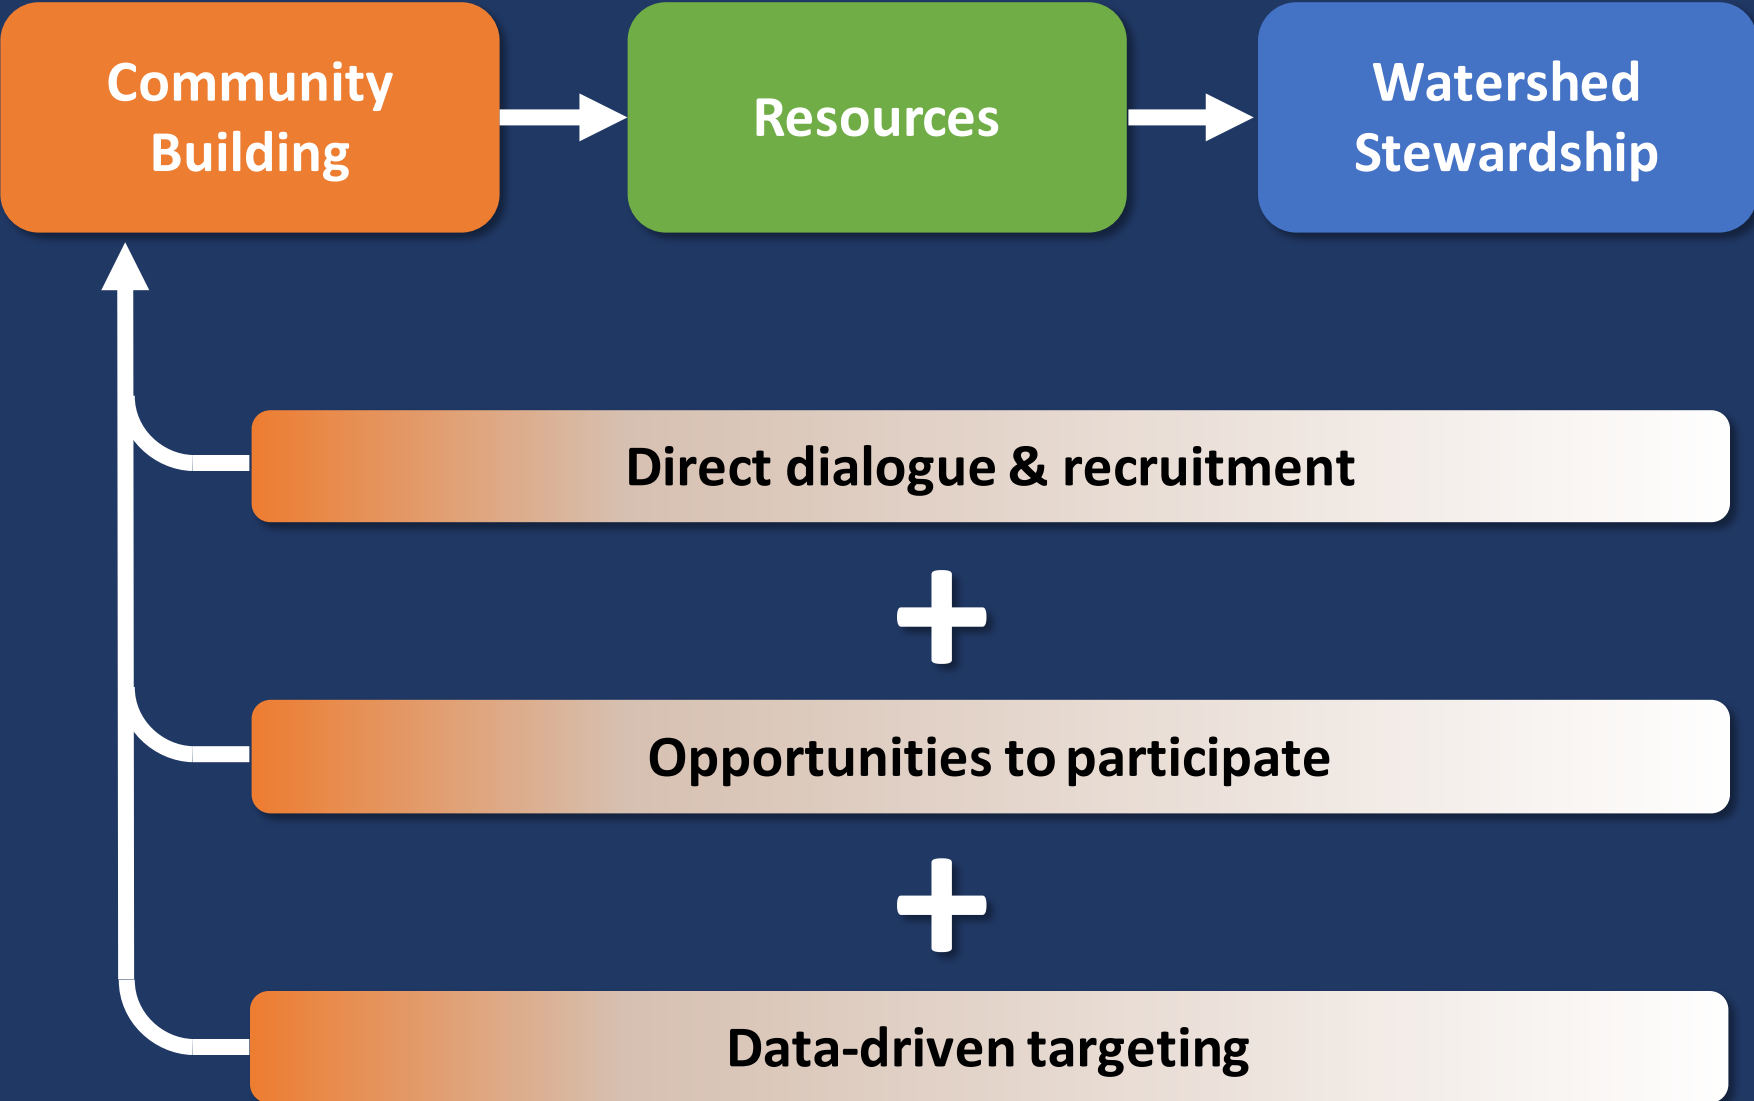 Community
Building
Resources
Watershed
Stewardship
Direct dialogue & recruitment
+
Opportunities to participate
+
Data-driven targeting